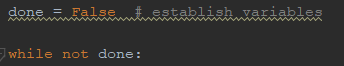 done = False  # establish variables
while not done: